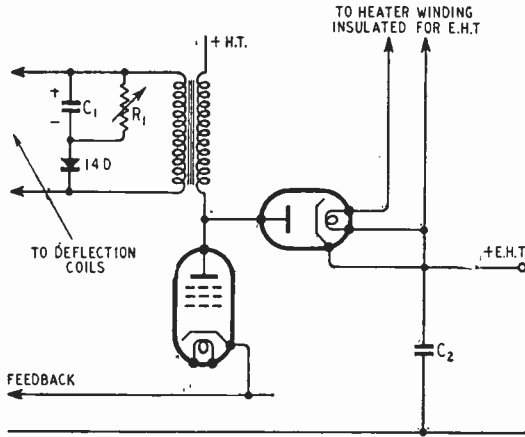 TO HEATER WINDING
INSULATED FOR E.H.T
+ H.T.
+
C1
-
R1
14D
TO DEFLECTION
COILS
+E.H.T
C2
FEEDBACK